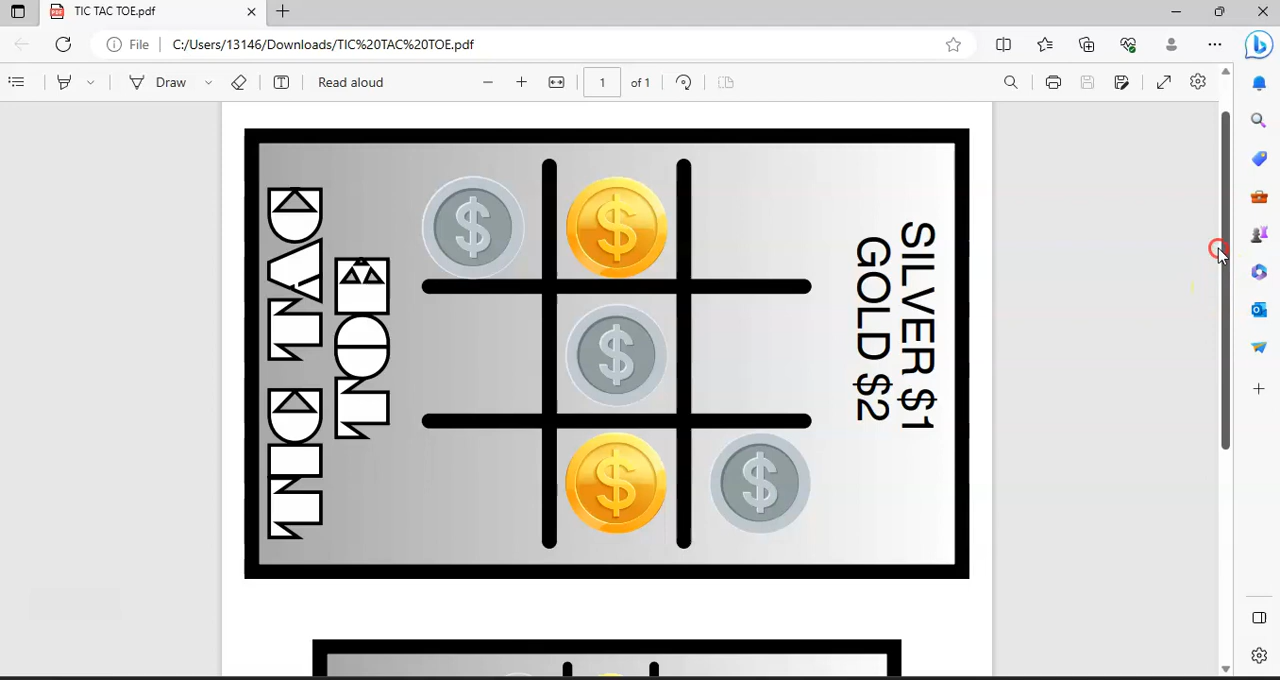 TIC TAC TOE.pdf
File
C:/Users/13146/Downloads/TIC%20TAC%20TOE.pdf
Draw
Read aloud
1
of 1
$ $
$
$ $
SILVER $1
GOLD $2